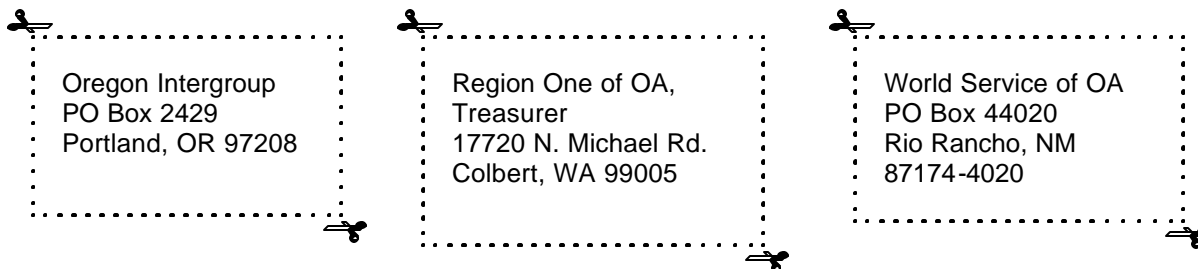 Oregon Intergroup
PO Box 2429
Portland, OR 97208
Region One of OA,
Treasurer
17720 N. Michael Rd.
Colbert, WA 99005
World Service of OA
PO Box 44020
Rio Rancho, NM
87174-4020